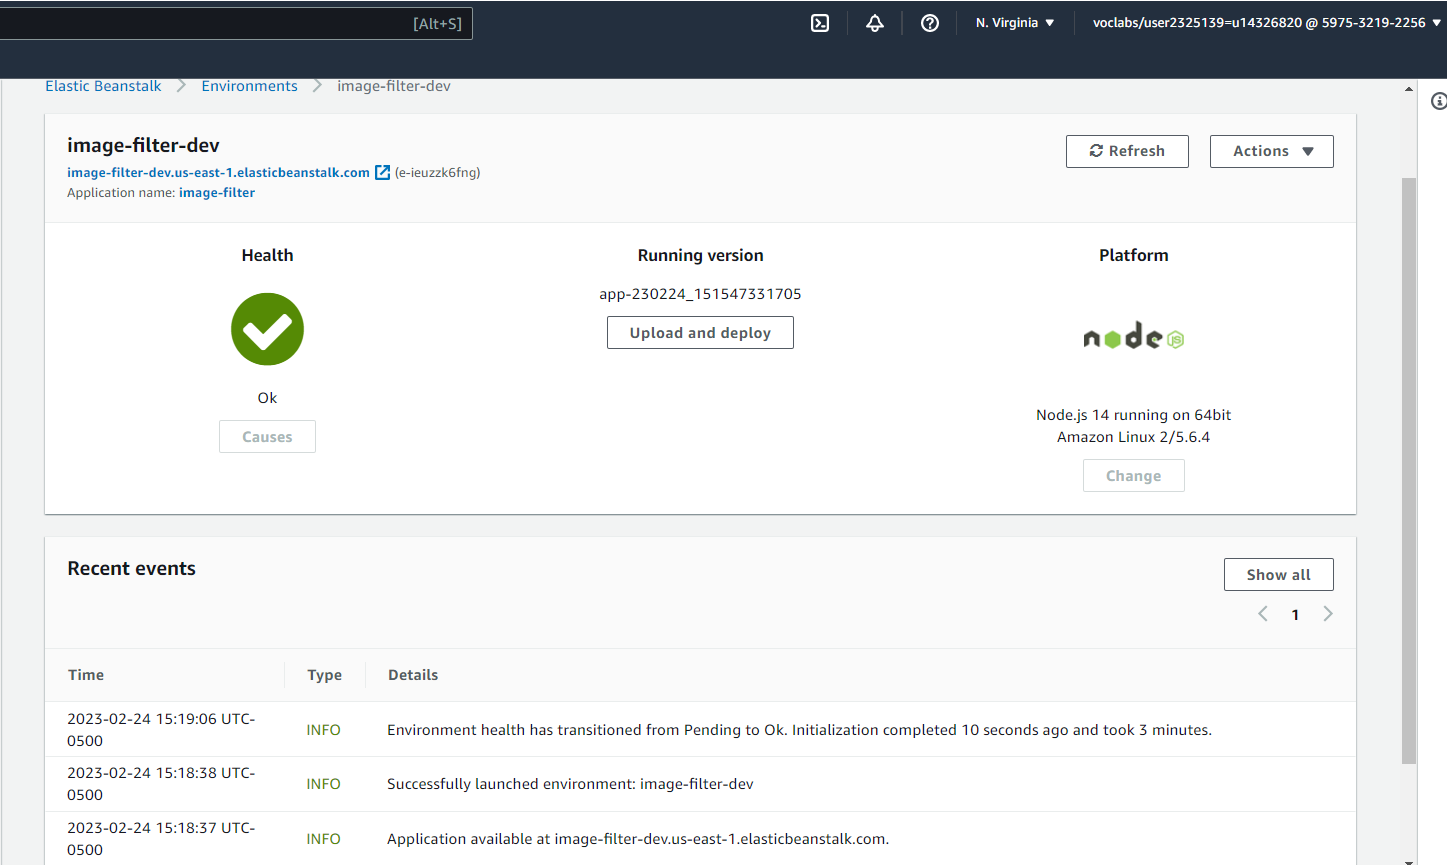 [Alt+S]
N. Virginia
voclabs/user2325139=u14326820 @ 5975-3219-2256
Elastic Beanstalk
Environments
image-filter-dev
image-filter-dev
image-filter-dev.us-east-1.elasticbeanstalk.com (e-ieuzzk6fng)
Application name: image-filter
Refresh
Actions
Health
Ok
Causes
Running version
app-230224_151547331705
Upload and deploy
Platform
node JS
Node.js 14 running on 64bit
Amazon Linux 2/5.6.4
Change
Recent events
Show all
1
Time Type Details
2023-02-24 15:19:06 UTC-
0500
INFO
Environment health has transitioned from Pending to Ok. Initialization completed 10 seconds ago and took 3 minutes.
2023-02-24 15:18:38 UTC-
0500
INFO
Successfully launched environment: image-filter-dev
2023-02-24 15:18:37 UTC-
0500
INFO
Application available at image-filter-dev.us-east-1.elasticbeanstalk.com.